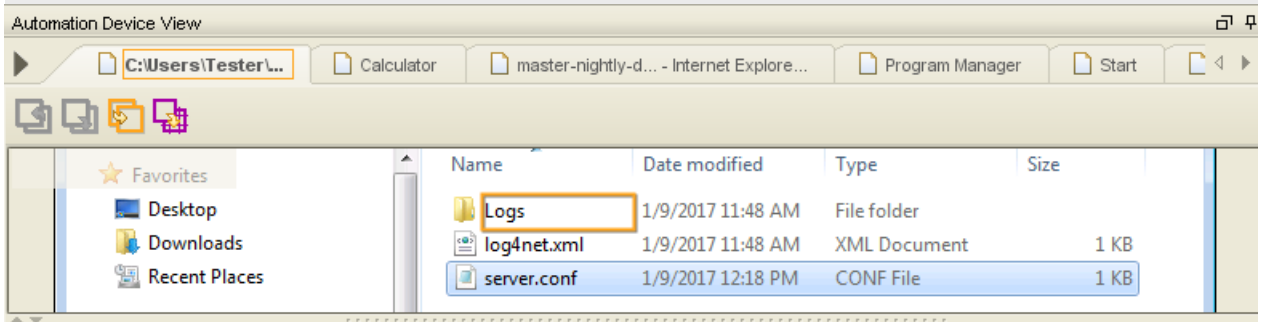 Automation Device View
C:\Users\Tester\... Calculator master-nightly-d... - Internet Explore... Program Manager Start
Favorites
Desktop
Downloads
Recent Places
Name Date modified Type Size
Logs 1/9/2017 11:48 AM File folder
log4net.xml 1/9/2017 11:48 AM XML Document 1 KB
server.conf 1/9/2017 12:18 PM CONF File 1 KB